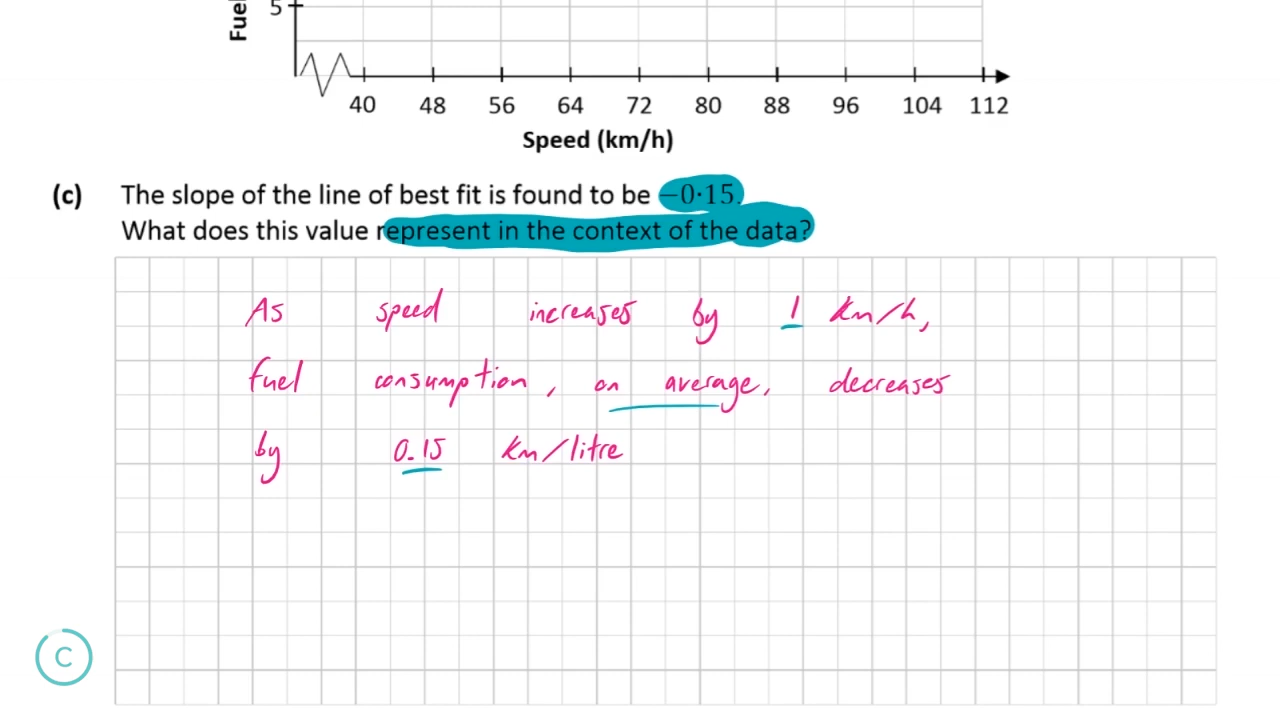 Fuel
5
40 48 56 64 72 80 88 96 104 112
Speed (km/h)
(c) The slope of the line of best fit is found to be −0·15.
What does this value represent in the context of the data?
As speed increases by 1 km/h,
fuel consumption, on average, decreases
by 0.15 km/litre
C